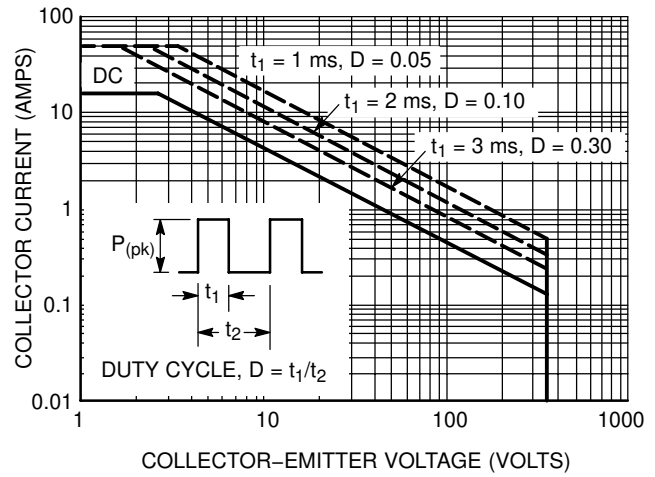 100
10
1
0.1
0.01
COLLECTOR CURRENT (AMPS)
DC
t1 = 1 ms, D = 0.05
t1 = 2 ms, D = 0.10
t1 = 3 ms, D = 0.30
P(pk)
t1
t2
DUTY CYCLE, D = t1/t2
1
10
100
1000
COLLECTOR−EMITTER VOLTAGE (VOLTS)